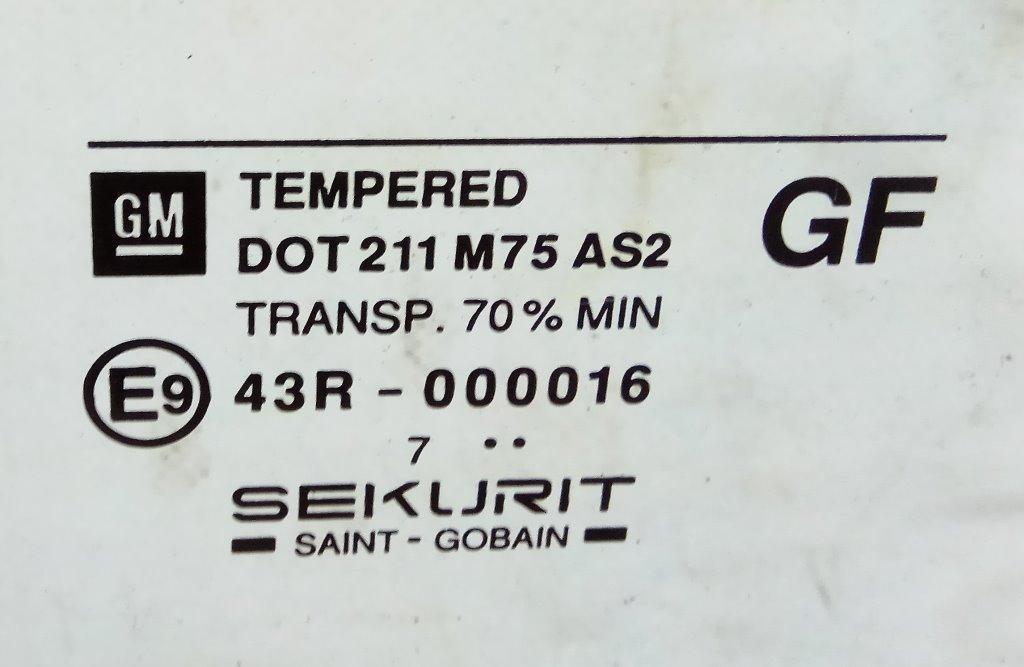 GM
TEMPERED
GF
DOT 211 M75 AS2
TRANSP. 70% MIN
E9
43R - 000016
7 ••
SEKURIT
SAINT - GOBAIN